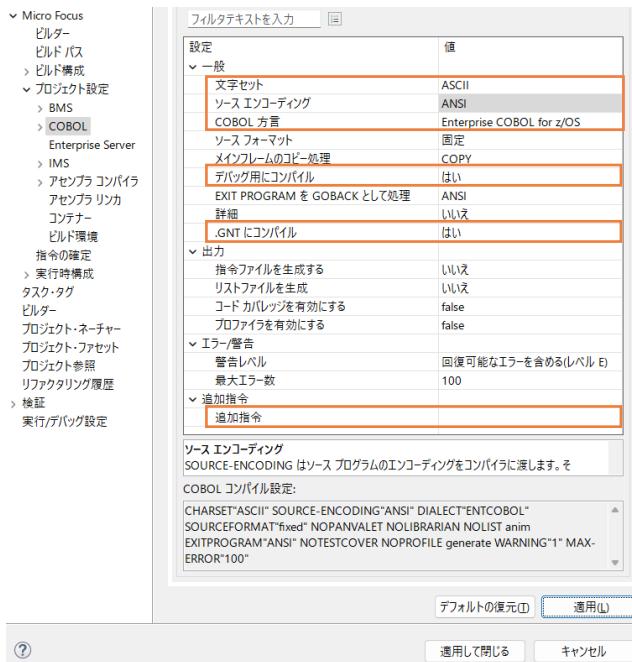 Micro Focus
ビルダー
ビルド パス
ビルド構成
プロジェクト設定
BMS
COBOL
Enterprise Server
IMS
アセンブラ コンパイラ
アセンブラ リンカ
コンテナー
ビルド環境
指令の確定
実行時構成
タスク・タグ
ビルダー
プロジェクト・ネーチャー
プロジェクト・ファセット
プロジェクト参照
リファクタリング履歴
検証
実行/デバッグ設定
フィルタテキストを入力
設定 値
一般
文字セット ASCII
ソース エンコーディング ANSI
COBOL 方言 Enterprise COBOL for z/OS
ソース フォーマット 固定
メインフレームのコピー処理 COPY
デバッグ用にコンパイル はい
EXIT PROGRAM を GOBACK として処理 ANSI
詳細 いいえ
.GNT にコンパイル はい
出力
指令ファイルを生成する いいえ
リストファイルを生成 いいえ
コード カバレッジを有効にする false
プロファイラを有効にする false
エラー/警告
警告レベル 回復可能なエラーを含める(レベル E)
最大エラー数 100
追加指令
追加指令
ソース エンコーディング
SOURCE-ENCODING はソース プログラムのエンコーディングをコンパイラに渡します。そ
COBOL コンパイル設定:
CHARSET"ASCII" SOURCE-ENCODING"ANSI" DIALECT"ENTCOBOL"
SOURCEFORMAT"fixed" NOPANVALET NOLIBRARIAN NOLIST anim
EXITPROGRAM"ANSI" NOTESTCOVER NOPROFILE generate WARNING"1" MAX-
ERROR"100"
デフォルトの復元(T) 適用(L)
? 適用して閉じる キャンセル